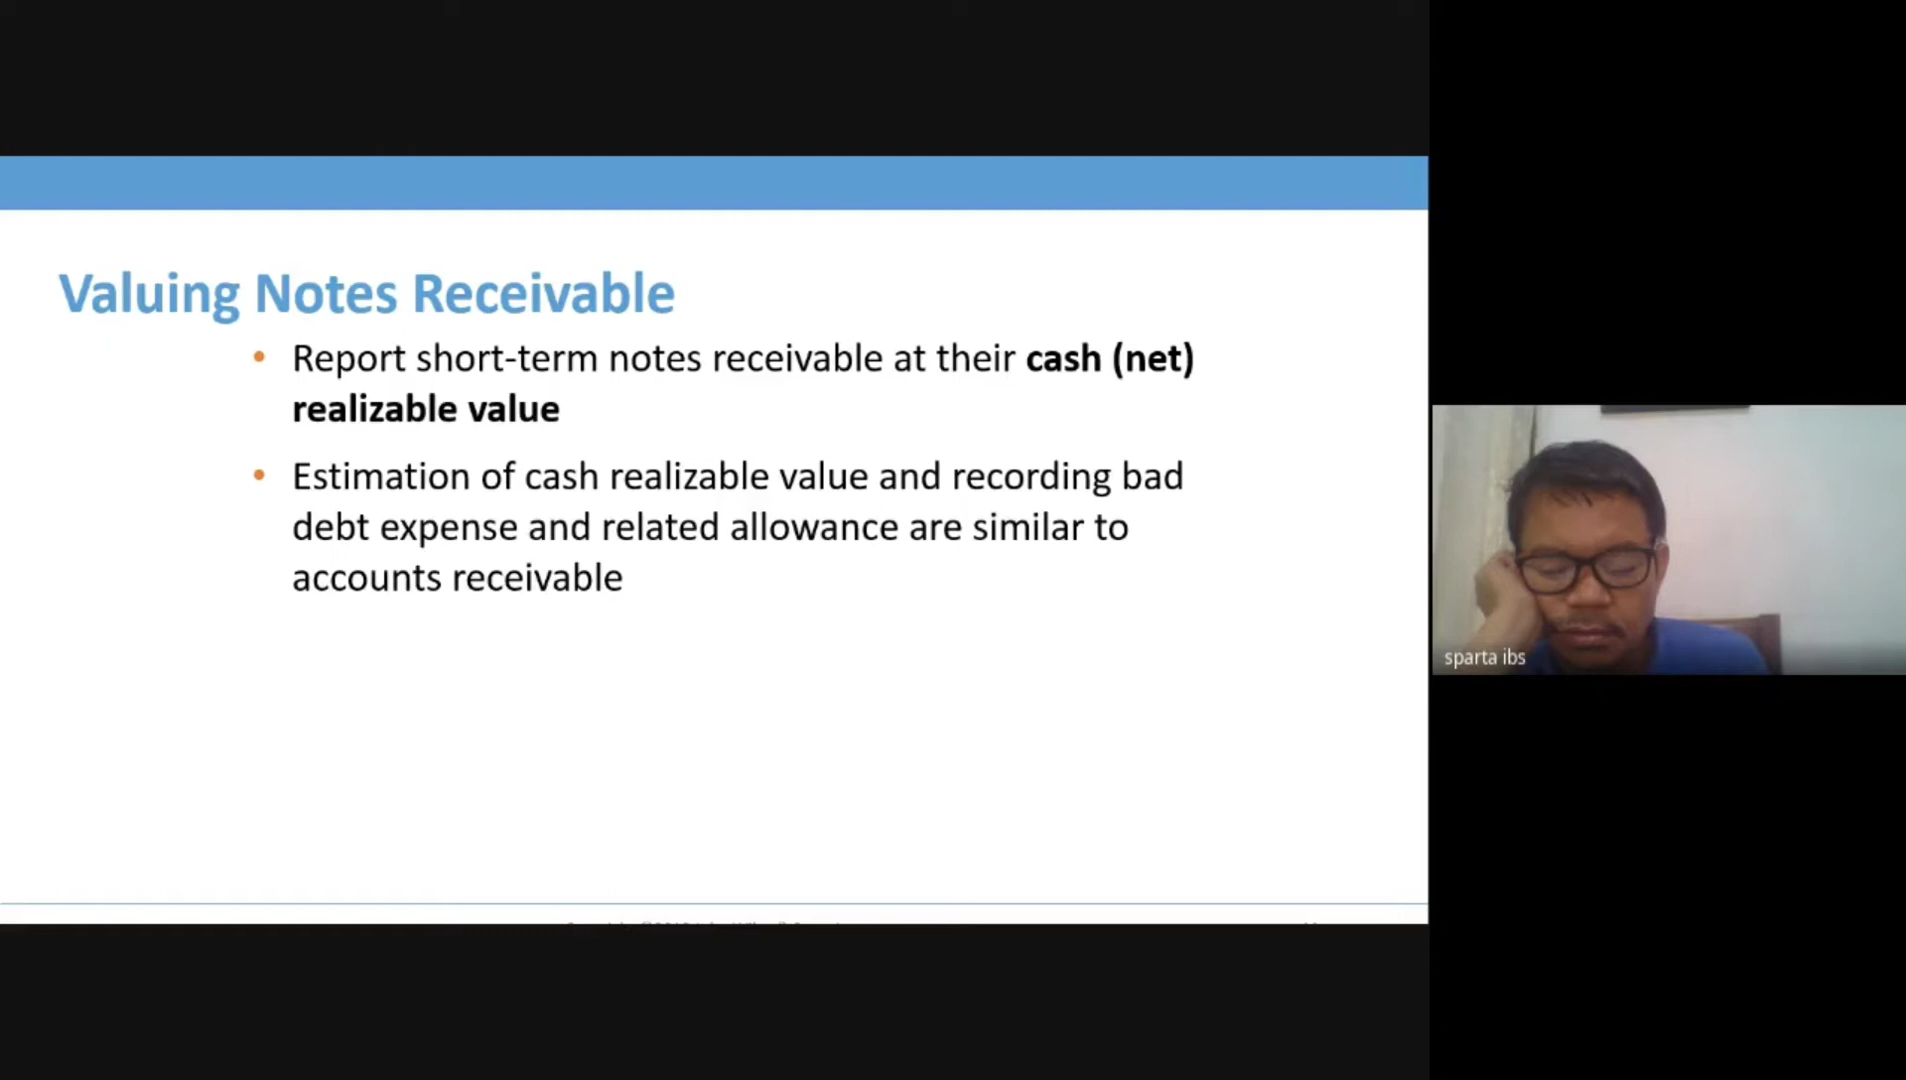 Valuing Notes Receivable
• Report short-term notes receivable at their cash (net)
realizable value
• Estimation of cash realizable value and recording bad
debt expense and related allowance are similar to
accounts receivable
sparta ibs